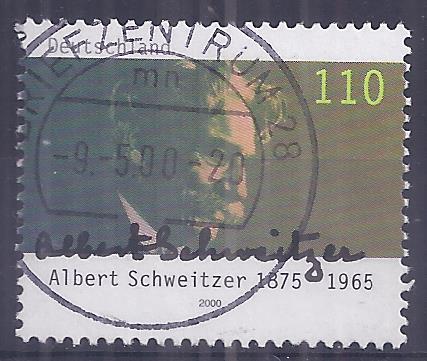 Deutschland
BRIEFZENTRUM 28
mn
110
-9.-5.00-20
Albert Schweitzer
Albert Schweitzer 1875 1965
2000